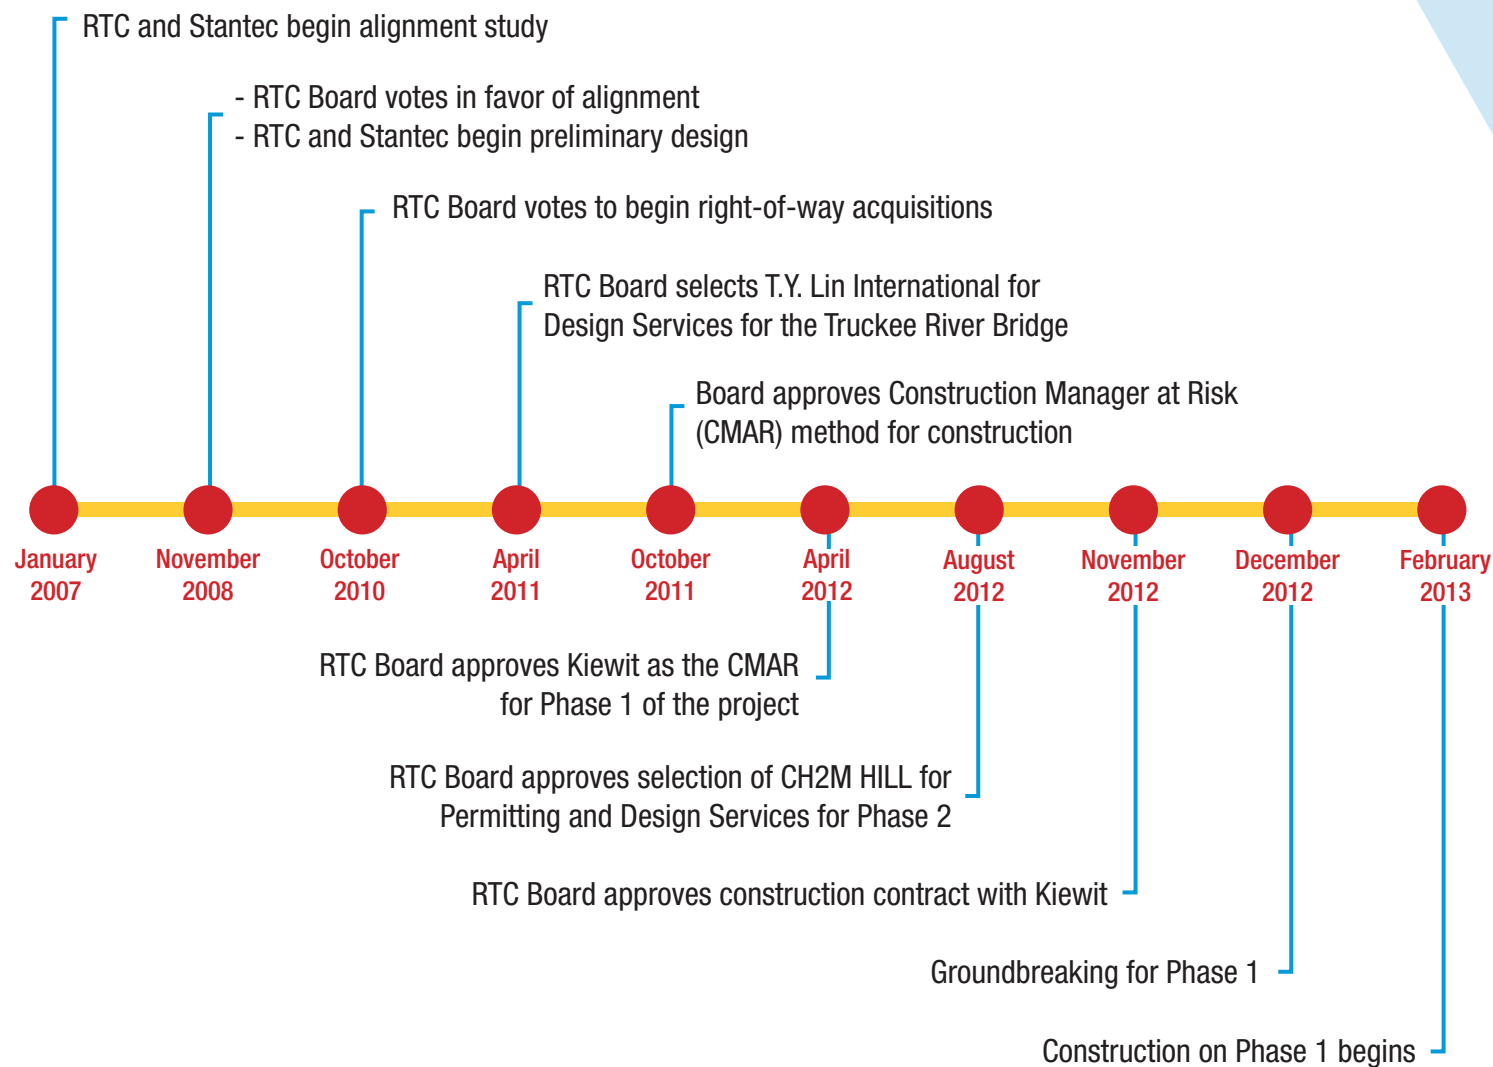 RTC and Stantec begin alignment study
- RTC Board votes in favor of alignment
- RTC and Stantec begin preliminary design
RTC Board votes to begin right-of-way acquisitions
RTC Board selects T.Y. Lin International for
Design Services for the Truckee River Bridge
Board approves Construction Manager at Risk
(CMAR) method for construction
January
2007
November
2008
October
2010
April
2011
October
2011
April
2012
August
2012
November
2012
December
2012
February
2013
RTC Board approves Kiewit as the CMAR
for Phase 1 of the project
RTC Board approves selection of CH2M HILL for
Permitting and Design Services for Phase 2
RTC Board approves construction contract with Kiewit
Groundbreaking for Phase 1
Construction on Phase 1 begins